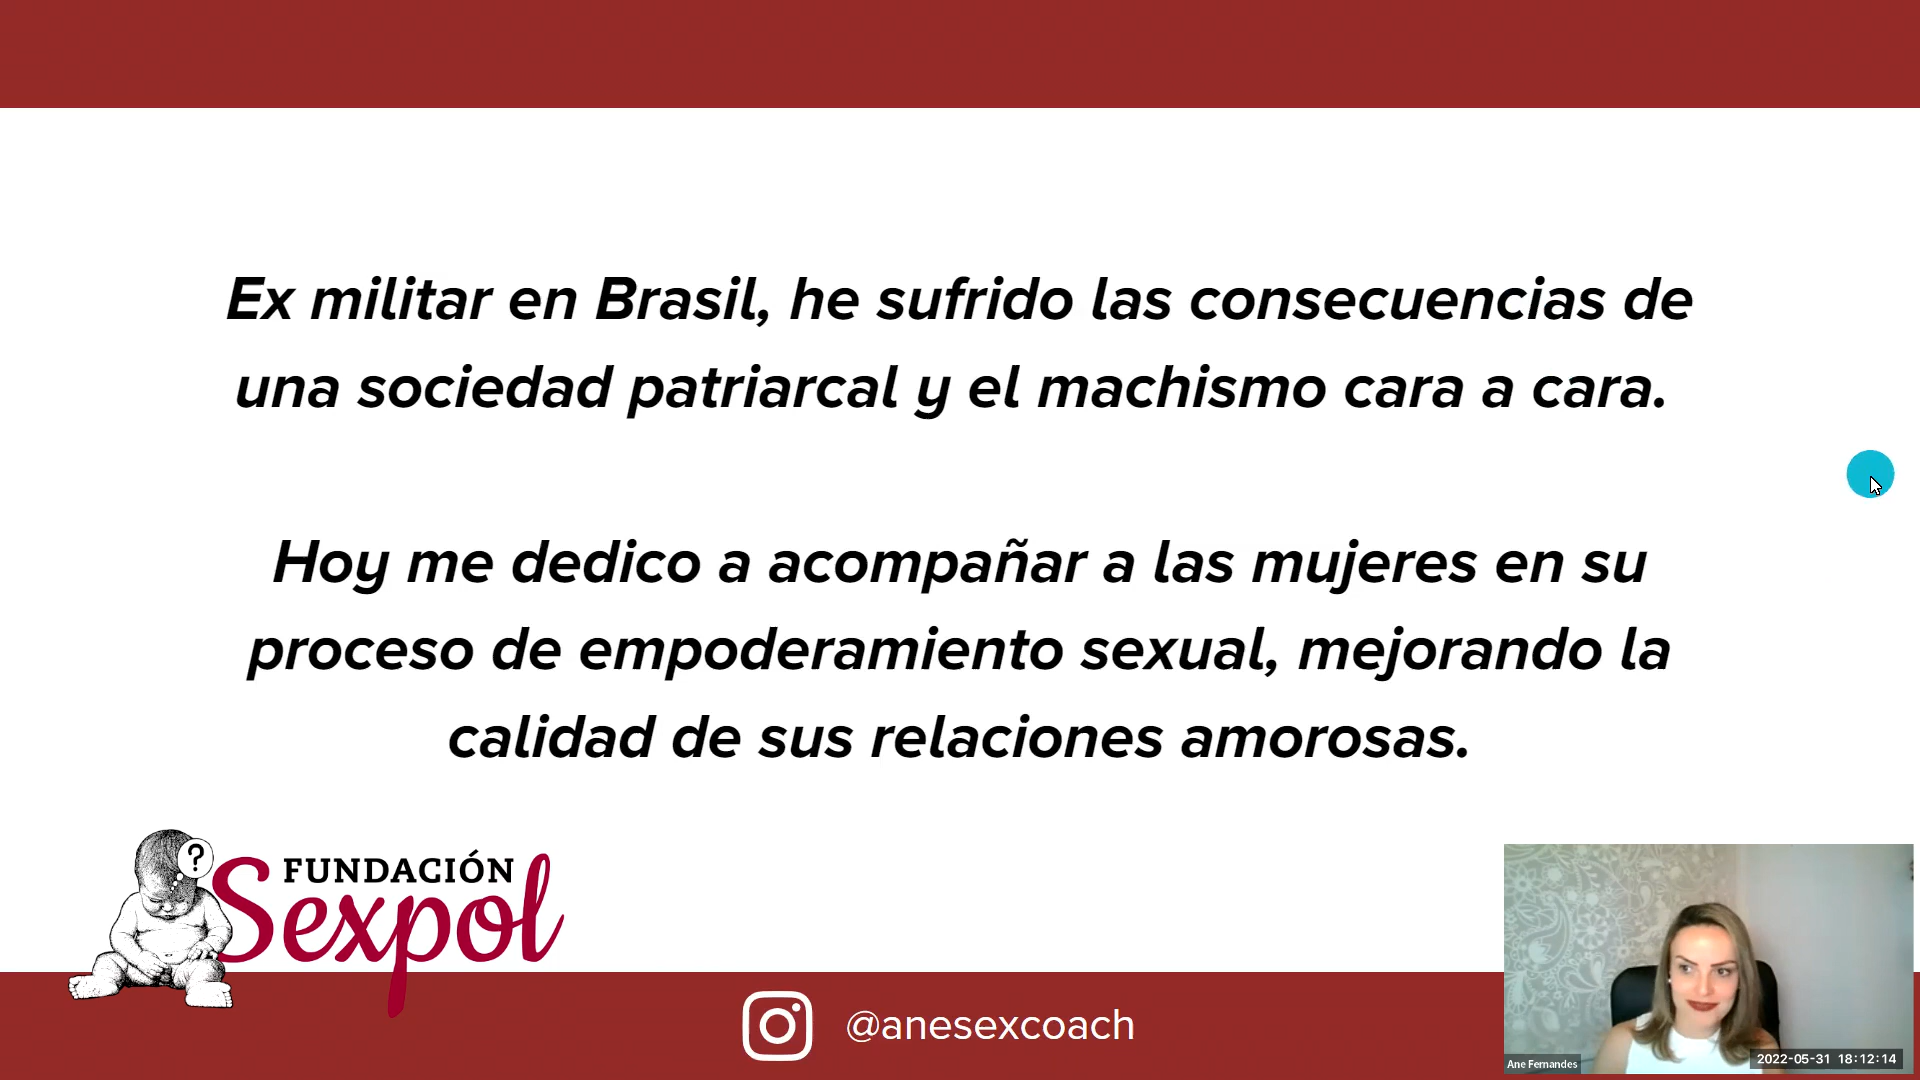 Ex militar en Brasil, he sufrido las consecuencias de
una sociedad patriarcal y el machismo cara a cara.
Hoy me dedico a acompañar a las mujeres en su
proceso de empoderamiento sexual, mejorando la
calidad de sus relaciones amorosas.
?
FUNDACIÓN
Sexpol
@anesexcoach
Ane Fernandes
2022-05-31 18:12:14